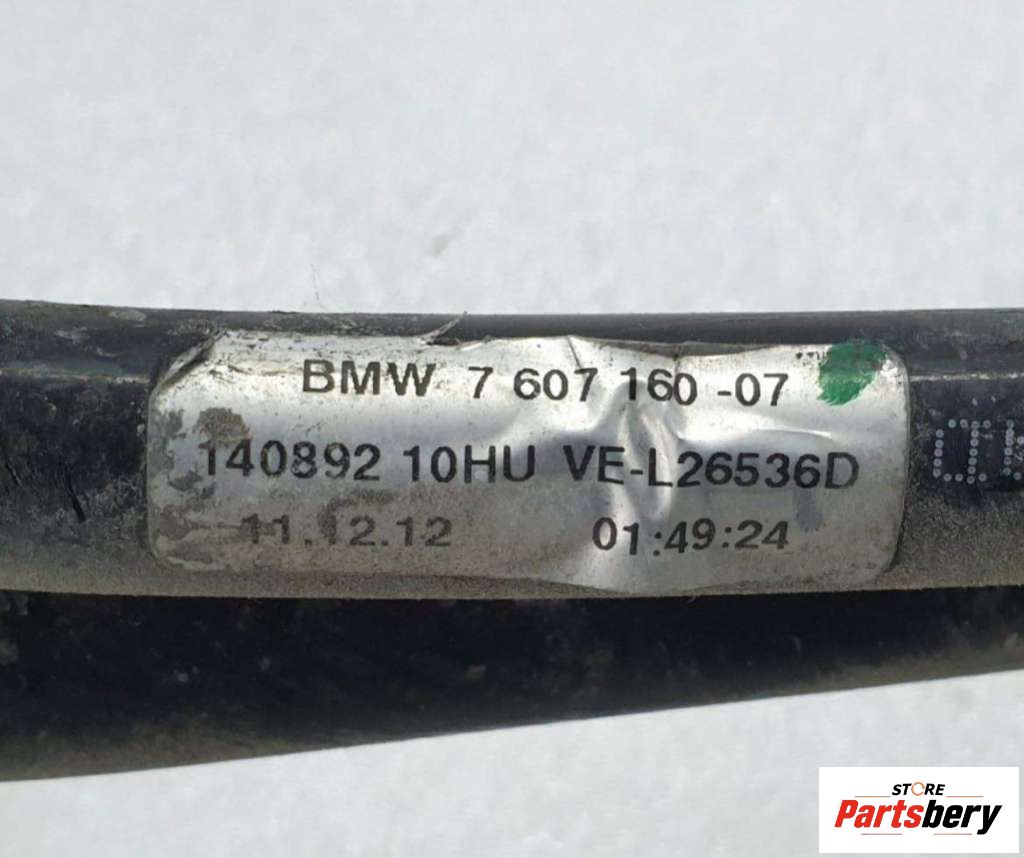 BMW 7 607 160 -07
140892 10HU VE-L26536D
11.12.12 01:49:24
STORE
Partsbery